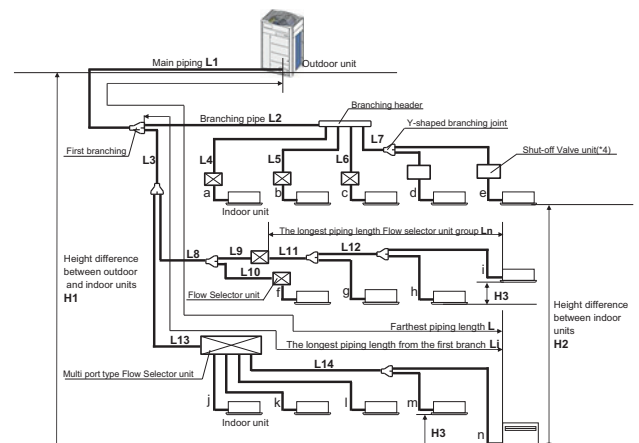 Main piping L1
Outdoor unit
Branching header
Branching pipe L2
Y-shaped branching joint
L7
First branching
L3
L4
L5
L6
Shut-off Valve unit(*4)
a
b
c
d
e
Indoor unit
The longest piping length Flow selector unit group Ln
L8
L9
L11
L12
L10
i
Height difference
between outdoor
and indoor units
H1
f
g
h
H3
Flow Selector unit
Height difference
between indoor
units
H2
Farthest piping length L
L13
The longest piping length from the first branch Li
L14
Multi port type Flow Selector unit
j
k
l
m
n
Indoor unit
H3